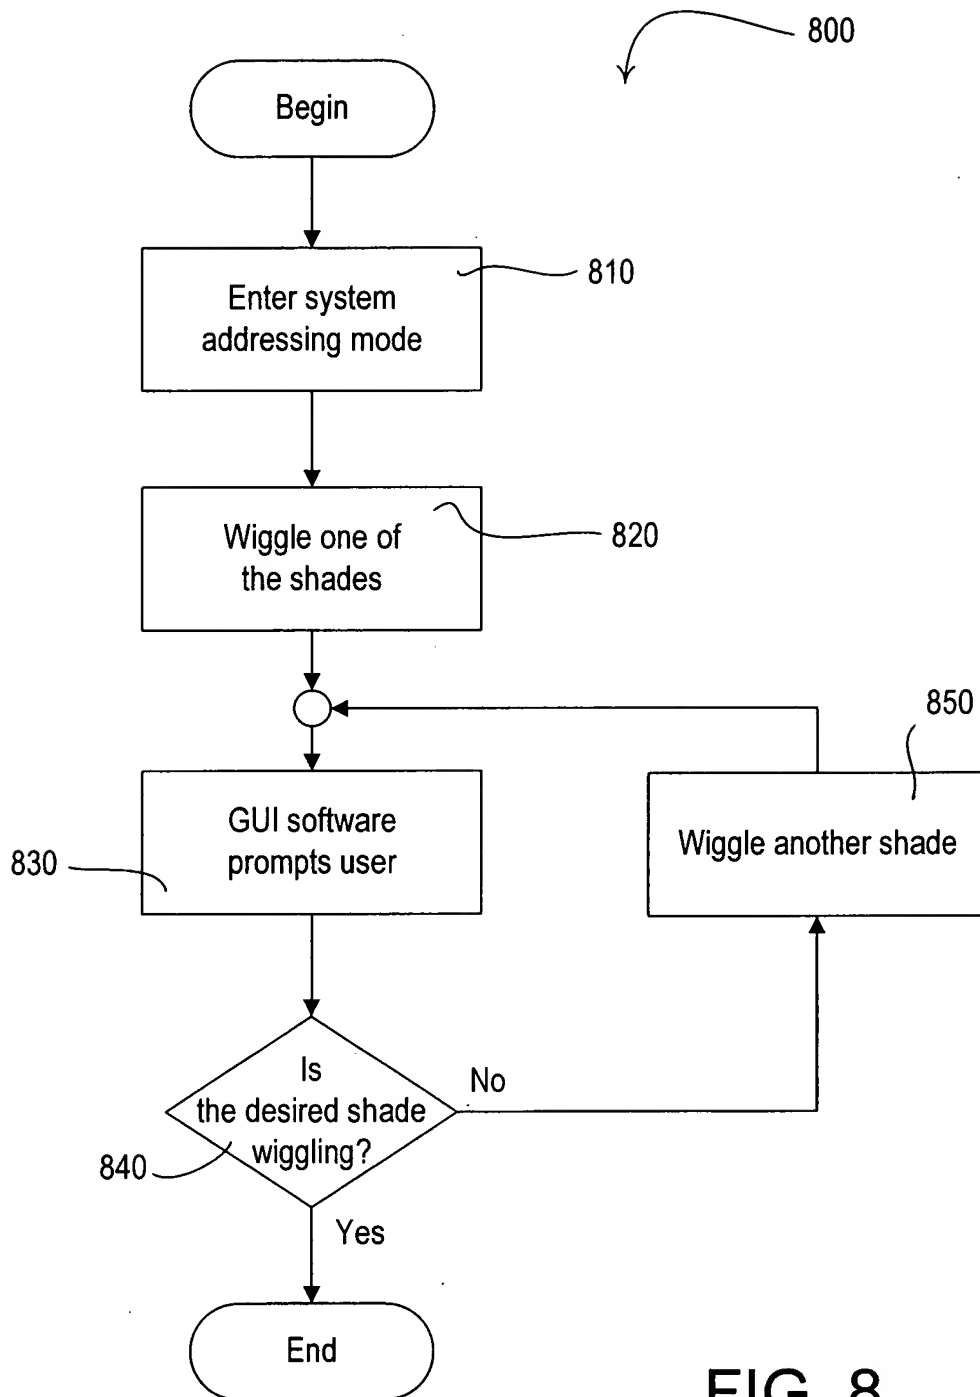 800
Begin
810
Enter system
addressing mode
820
Wiggle one of
the shades
850
GUI software
prompts user
830
Wiggle another shade
Is
the desired shade
wiggling?
No
840
Yes
End
FIG. 8